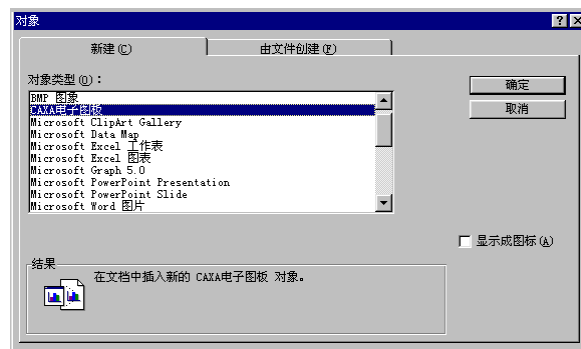 对象
新建(C)
由文件创建(F)
对象类型(O):
BMP 图象
CAXA电子图板
Microsoft ClipArt Gallery
Microsoft Data Map
Microsoft Excel 工作表
Microsoft Excel 图表
Microsoft Graph 5.0
Microsoft PowerPoint Presentation
Microsoft PowerPoint Slide
Microsoft Word 图片
确定
取消
显示成图标(A)
结果
在文档中插入新的 CAXA电子图板 对象。